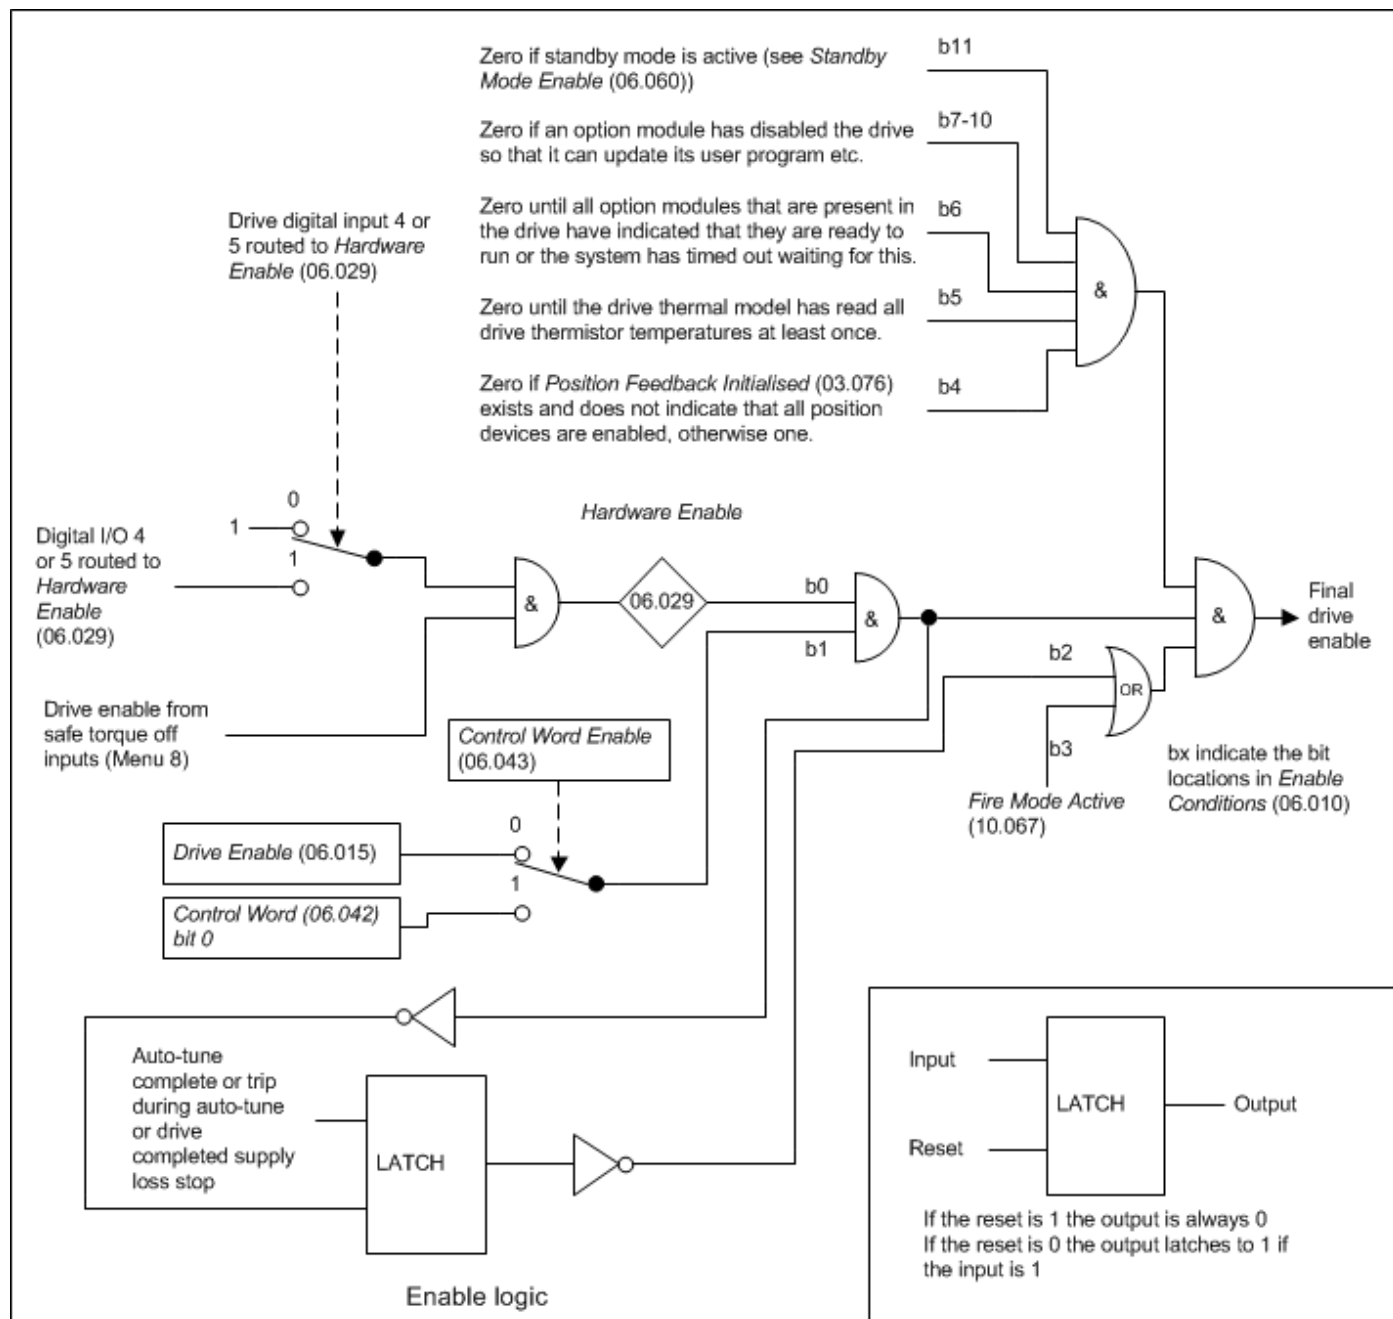 Zero if standby mode is active (see Standby
Mode Enable (06.060))
b11
Zero if an option module has disabled the drive
so that it can update its user program etc.
b7-10
Zero until all option modules that are present in
the drive have indicated that they are ready to
run or the system has timed out waiting for this.
b6
Zero until the drive thermal model has read all
drive thermistor temperatures at least once.
b5
Zero if Position Feedback Initialised (03.076)
exists and does not indicate that all position
devices are enabled, otherwise one.
b4
&
Drive digital input 4 or
5 routed to Hardware
Enable (06.029)
0
1
1
Digital I/O 4
or 5 routed to
Hardware
Enable
(06.029)
Drive enable from
safe torque off
inputs (Menu 8)
&
Hardware Enable
06.029
b0
b1
&
b2
b3
OR
&
Final
drive
enable
Fire Mode Active
(10.067)
bx indicate the bit
locations in Enable
Conditions (06.010)
Control Word Enable
(06.043)
Drive Enable (06.015)
0
1
Control Word (06.042)
bit 0
Auto-tune
complete or trip
during auto-tune
or drive
completed supply
loss stop
LATCH
Enable logic
Input
Reset
LATCH
Output
If the reset is 1 the output is always 0
If the reset is 0 the output latches to 1 if
the input is 1